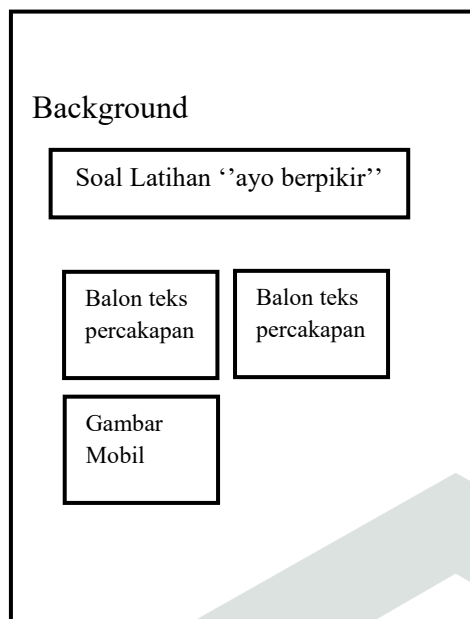 Background
Soal Latihan ‘’ayo berpikir’’
Balon teks
percakapan
Balon teks
percakapan
Gambar
Mobil